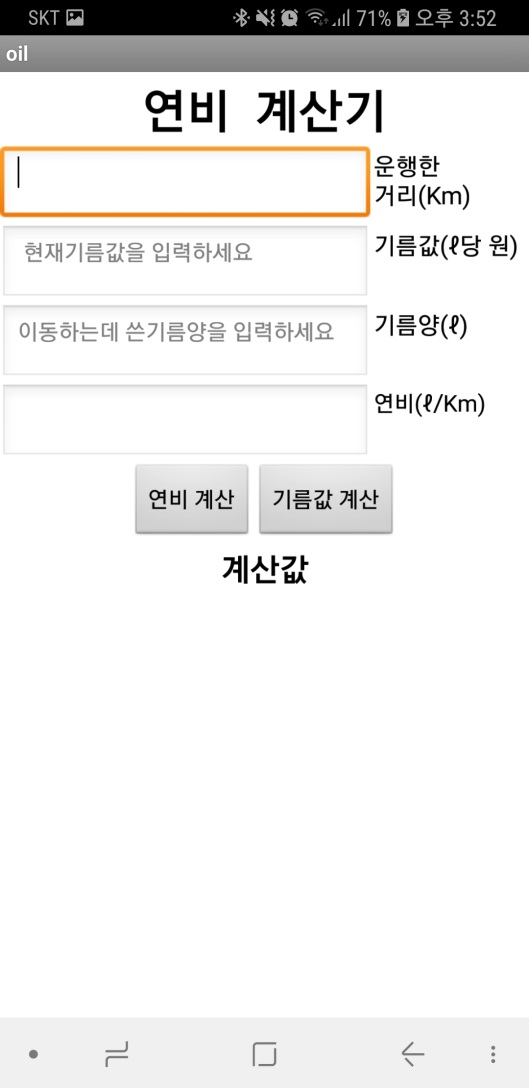 SKT 71% 오후 3:52
oil
연비 계산기
운행한
거리(Km)
현재기름값을 입력하세요
기름값(ℓ당 원)
이동하는데 쓴기름양을 입력하세요
기름양(ℓ)
연비(ℓ/Km)
연비 계산 기름값 계산
계산값